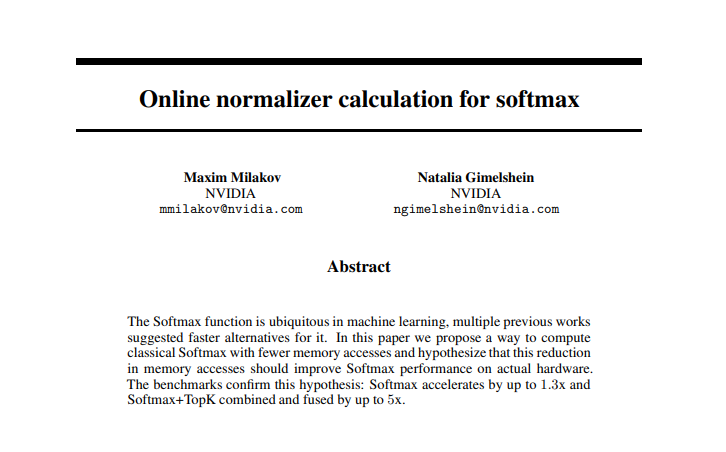 Online normalizer calculation for softmax
Maxim Milakov
NVIDIA
mmilakov@nvidia.com
Natalia Gimelshein
NVIDIA
ngimelshein@nvidia.com
Abstract
The Softmax function is ubiquitous in machine learning, multiple previous works
suggested faster alternatives for it. In this paper we propose a way to compute
classical Softmax with fewer memory accesses and hypothesize that this reduction
in memory accesses should improve Softmax performance on actual hardware.
The benchmarks confirm this hypothesis: Softmax accelerates by up to 1.3x and
Softmax+TopK combined and fused by up to 5x.